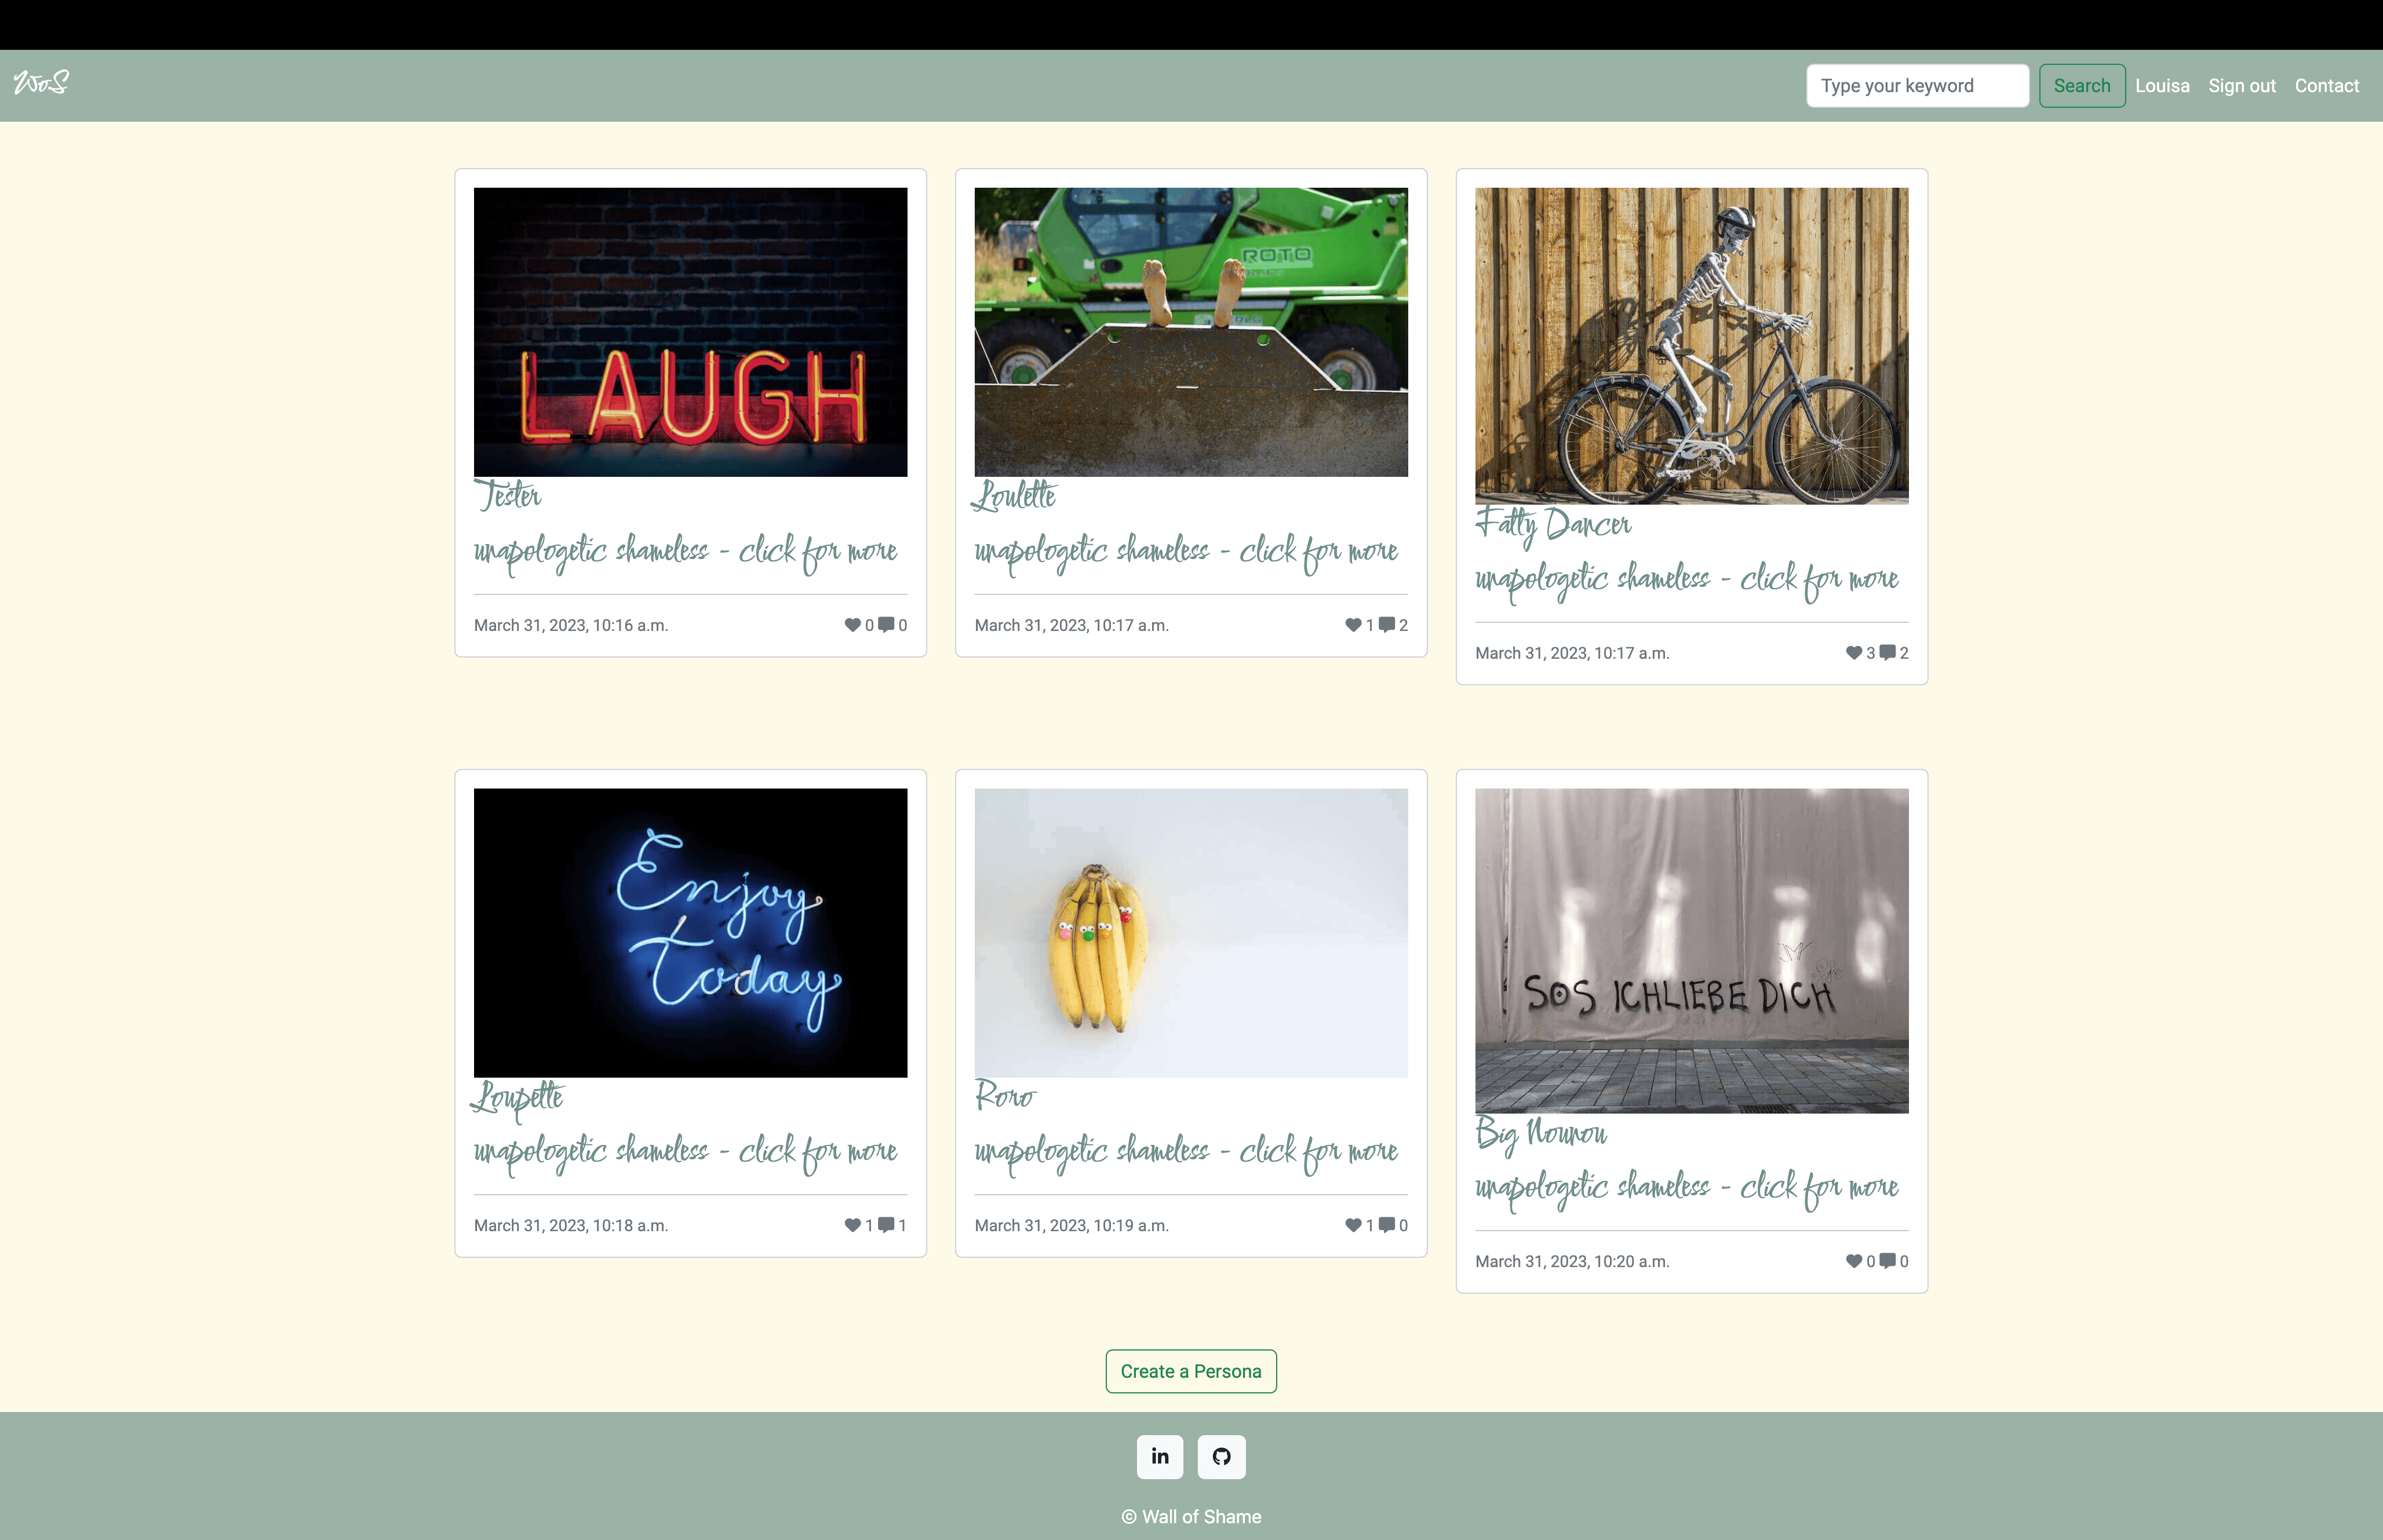 WoS
Type your keyword
Search
Louisa
Sign out
Contact
LAUGH
ROTO
Tester
unapologetic shameless - click for more
March 31, 2023, 10:16 a.m.
0 0
Loulette
unapologetic shameless - click for more
March 31, 2023, 10:17 a.m.
1 2
Fatty Dancer
unapologetic shameless - click for more
March 31, 2023, 10:17 a.m.
3 2
Enjoy
Today
Loupette
unapologetic shameless - click for more
March 31, 2023, 10:18 a.m.
1 1
Roro
unapologetic shameless - click for more
March 31, 2023, 10:19 a.m.
1 0
SOS ICH LIEBE DICH
Big Nounou
unapologetic shameless - click for more
March 31, 2023, 10:20 a.m.
0 0
Create a Persona
in
© Wall of Shame